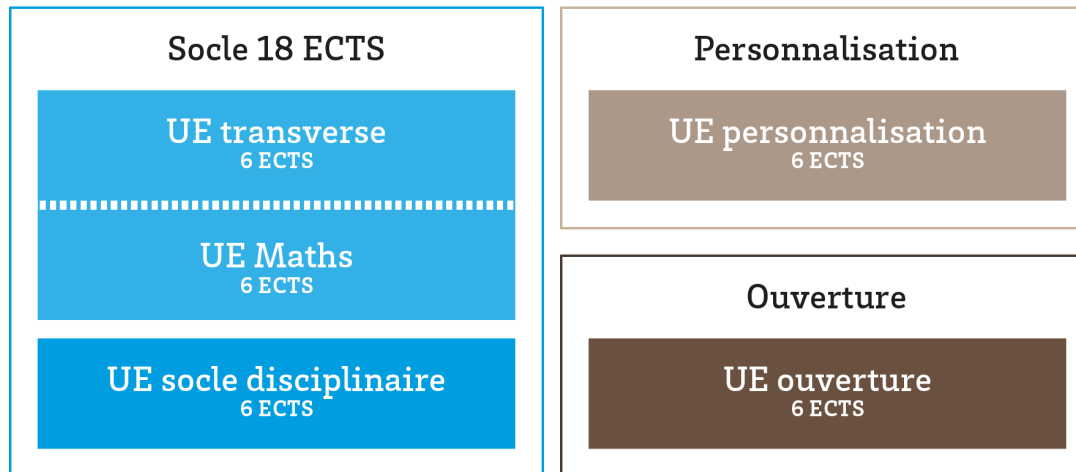 Socle 18 ECTS
UE transverse
6 ECTS
UE Maths
6 ECTS
UE socle disciplinaire
6 ECTS
Personnalisation
UE personnalisation
6 ECTS
Ouverture
UE ouverture
6 ECTS